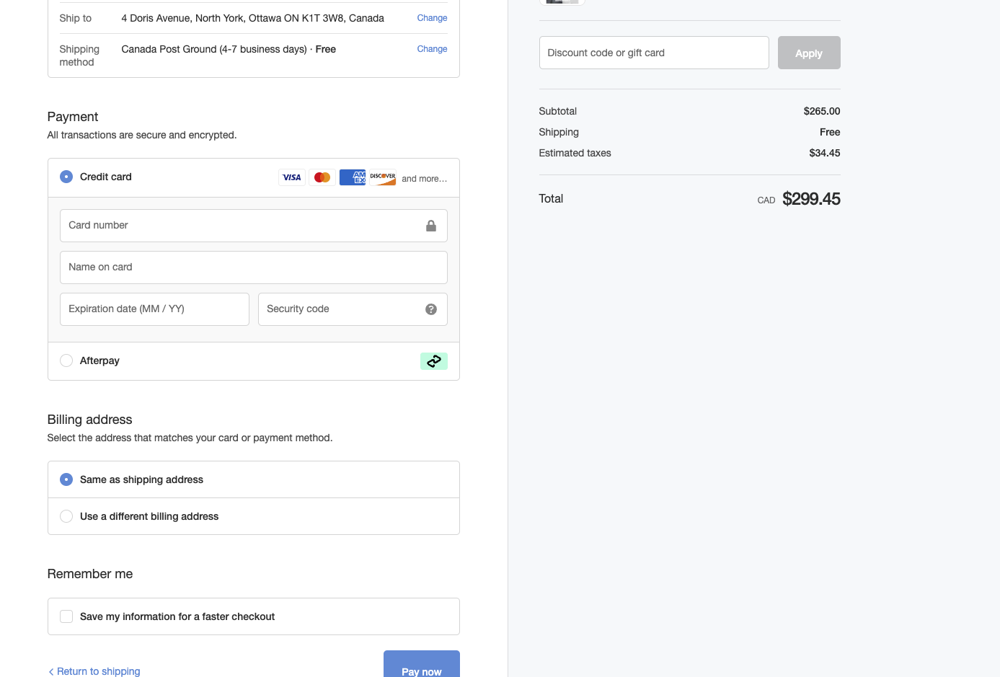 Ship to
4 Doris Avenue, North York, Ottawa ON K1T 3W8, Canada
Change
Shipping method
Canada Post Ground (4-7 business days) · Free
Change
Payment
All transactions are secure and encrypted.
Credit card
VISA
AMEX
DISCOVER
and more...
Card number
Name on card
Expiration date (MM / YY)
Security code
?
Afterpay
Billing address
Select the address that matches your card or payment method.
Same as shipping address
Use a different billing address
Remember me
Save my information for a faster checkout
< Return to shipping
Pay now
Discount code or gift card
Apply
Subtotal
$265.00
Shipping
Free
Estimated taxes
$34.45
Total
CAD $299.45